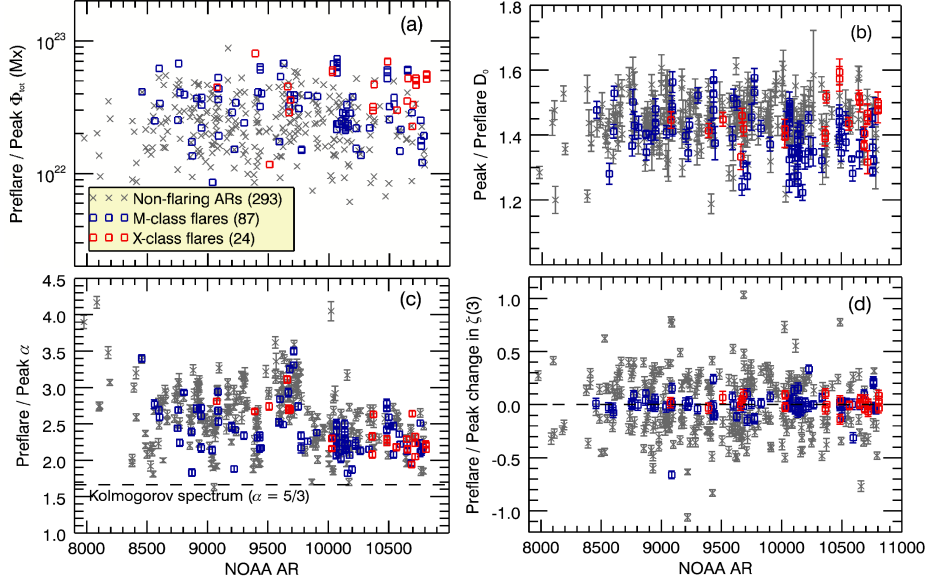 (a)
10²³
10²²
Preflare / Peak Φtot (Mx)
× × × Non-flaring ARs (293)
M-class flares (87)
X-class flares (24)
(b)
1.8
1.6
1.4
1.2
Peak / Preflare D₀
(c)
4.5
4.0
3.5
3.0
2.5
2.0
1.5
1.0
Preflare / Peak α
Kolmogorov spectrum (α = 5/3)
8000 8500 9000 9500 10000 10500
NOAA AR
(d)
1.0
0.5
0.0
-0.5
-1.0
Preflare / Peak change in ζ(3)
8000 8500 9000 9500 10000 10500 11000
NOAA AR